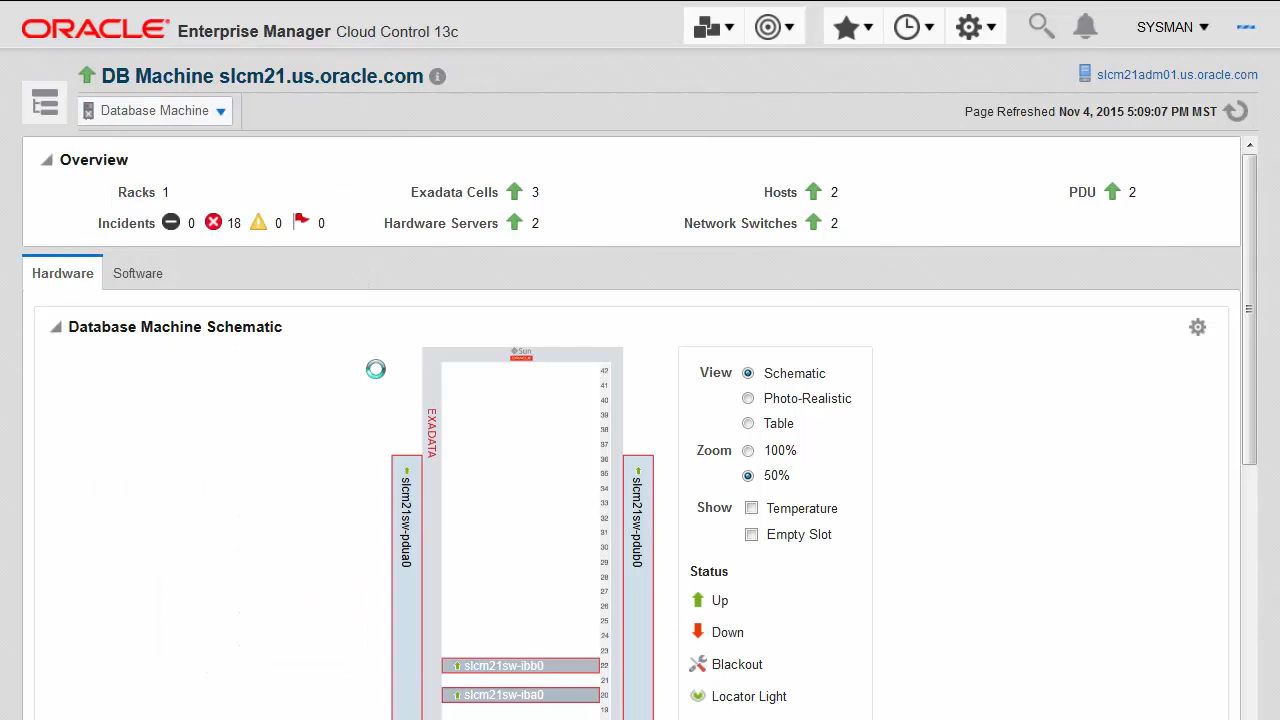 ORACLE Enterprise Manager Cloud Control 13c
SYSMAN
DB Machine slcm21.us.oracle.com
slcm21adm01.us.oracle.com
Database Machine
Page Refreshed Nov 4, 2015 5:09:07 PM MST
Overview
Racks 1
Exadata Cells 3
Hosts 2
PDU 2
Incidents 0 18 0 0
Hardware Servers 2
Network Switches 2
Hardware
Software
Database Machine Schematic
Sun
ORACLE
EXADATA
slcm21sw-pdua0
slcm21sw-pdub0
42
41
40
39
38
37
36
35
34
33
32
31
30
29
28
27
26
25
24
23
22
21
20
19
slcm21sw-ibb0
slcm21sw-iba0
View
Schematic
Photo-Realistic
Table
Zoom
100%
50%
Show
Temperature
Empty Slot
Status
Up
Down
Blackout
Locator Light